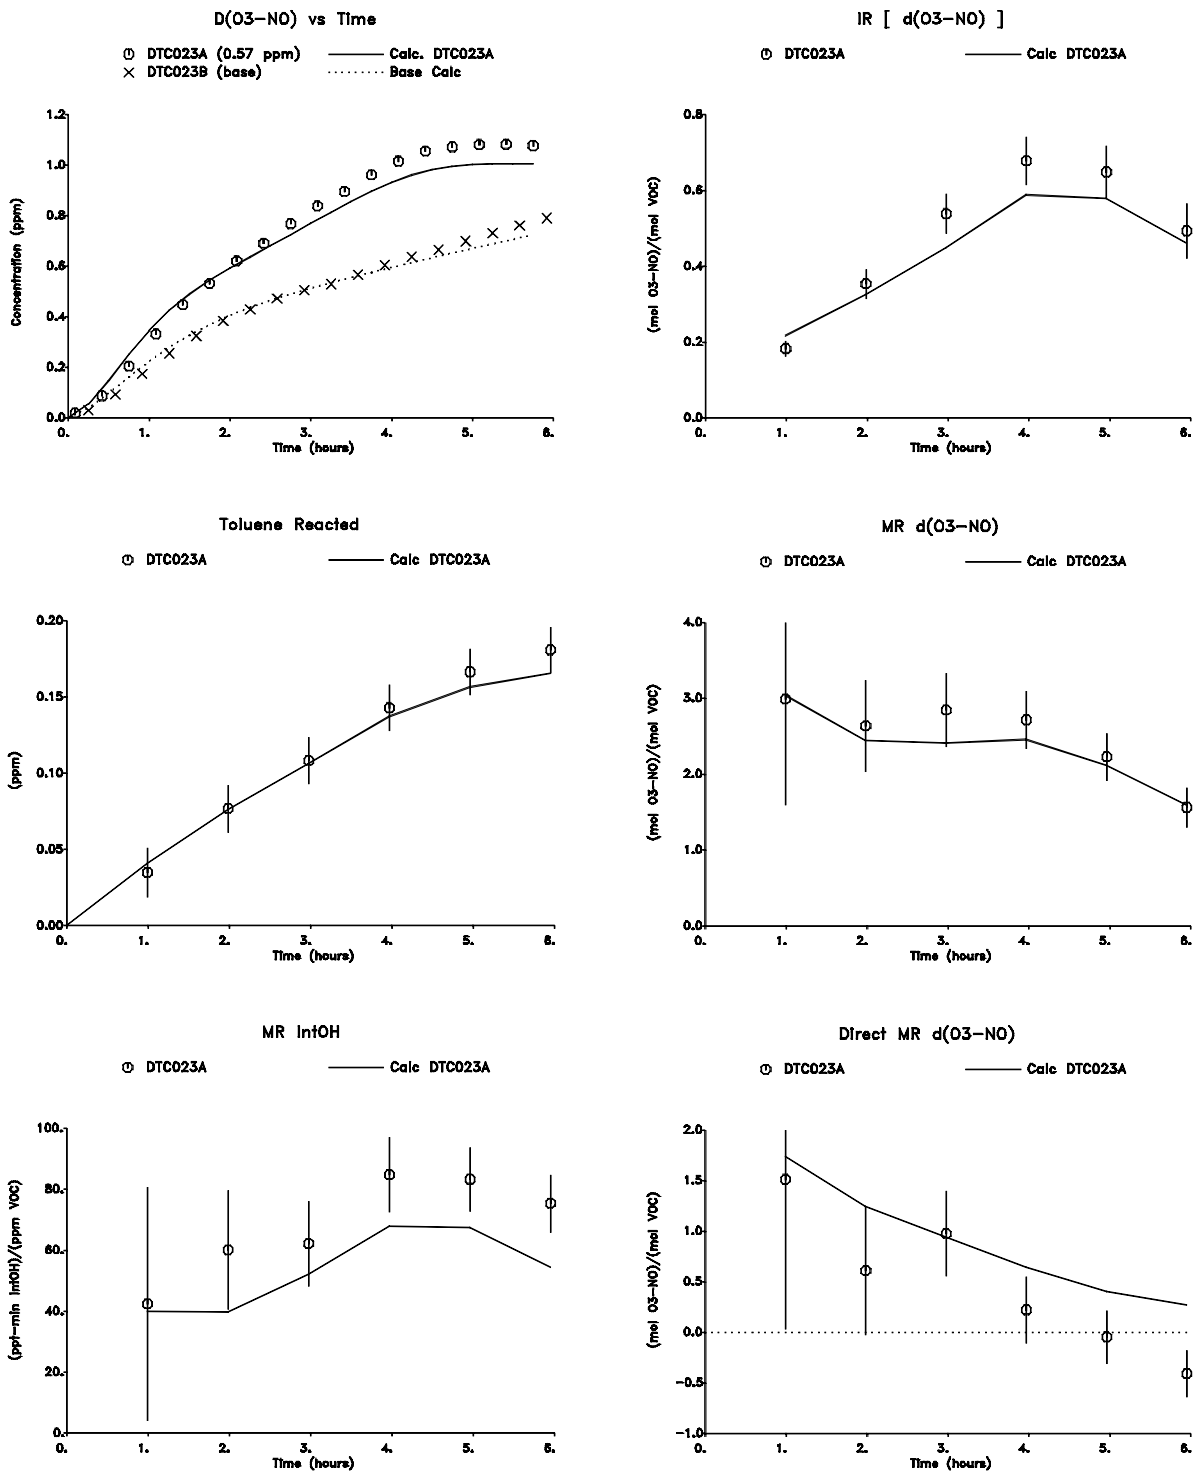 D(O3-NO) vs Time
DTC023A (0.57 ppm)
Calc. DTC023A
DTC023B (base)
Base Calc
1.2
1.0
0.8
0.6
0.4
0.2
0.0
Concentration (ppm)
0. 1. 2. 3. 4. 5. 6.
Time (hours)
IR [ d(O3-NO) ]
DTC023A
Calc DTC023A
0.8
0.6
0.4
0.2
0.0
(mol O3-NO)/(mol VOC)
0. 1. 2. 3. 4. 5. 6.
Time (hours)
Toluene Reacted
DTC023A
Calc DTC023A
0.20
0.15
0.10
0.05
0.00
(ppm)
0. 1. 2. 3. 4. 5. 6.
Time (hours)
MR d(O3-NO)
DTC023A
Calc DTC023A
4.0
3.0
2.0
1.0
0.0
(mol O3-NO)/(mol VOC)
0. 1. 2. 3. 4. 5. 6.
Time (hours)
MR IntOH
DTC023A
Calc DTC023A
100.
80.
60.
40.
20.
0.
(ppt-min IntOH)/(ppm VOC)
0. 1. 2. 3. 4. 5. 6.
Time (hours)
Direct MR d(O3-NO)
DTC023A
Calc DTC023A
2.0
1.5
1.0
0.5
0.0
-0.5
-1.0
(mol O3-NO)/(mol VOC)
0. 1. 2. 3. 4. 5. 6.
Time (hours)